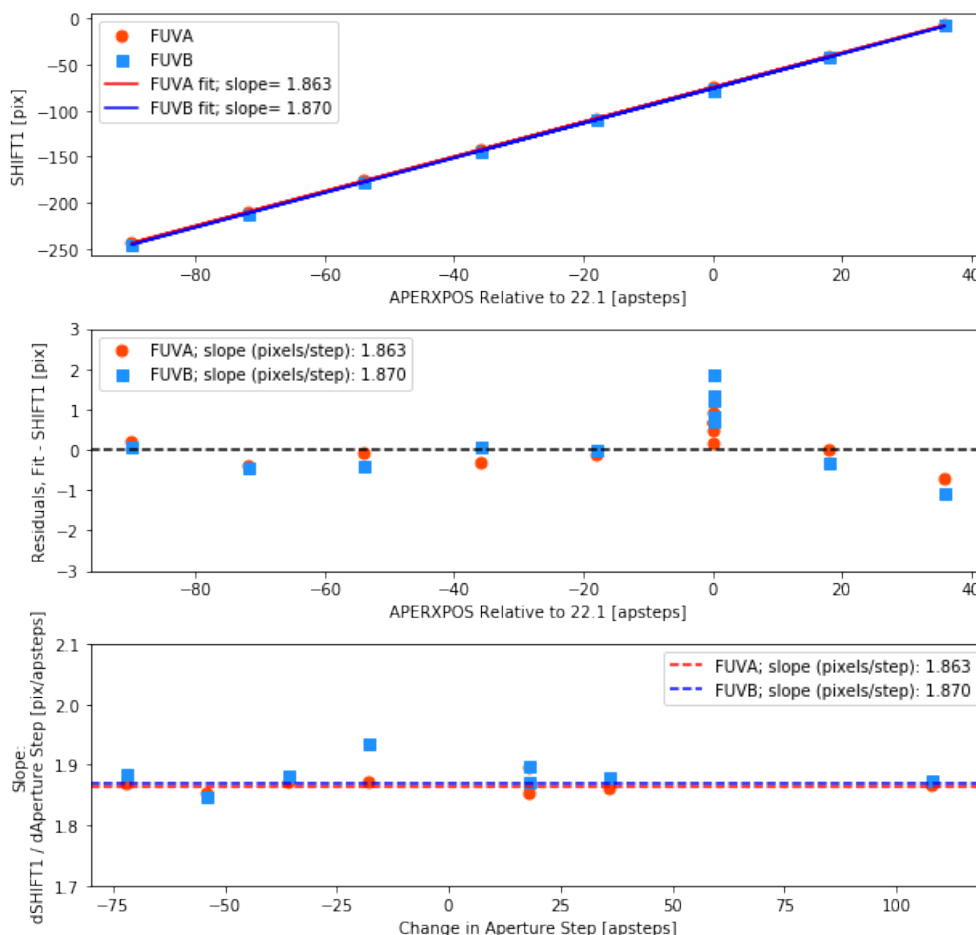 0
−50
−100
−150
−200
−250
SHIFT1 [pix]
FUVA
FUVB
FUVA fit; slope= 1.863
FUVB fit; slope= 1.870
−80 −60 −40 −20 0 20 40
APERXPOS Relative to 22.1 [apsteps]
3
2
1
0
−1
−2
−3
Residuals, Fit - SHIFT1 [pix]
FUVA; slope (pixels/step): 1.863
FUVB; slope (pixels/step): 1.870
−80 −60 −40 −20 0 20 40
APERXPOS Relative to 22.1 [apsteps]
2.1
2.0
1.9
1.8
1.7
Slope:
dSHIFT1 / dAperture Step [pix/apsteps]
FUVA; slope (pixels/step): 1.863
FUVB; slope (pixels/step): 1.870
−75 −50 −25 0 25 50 75 100
Change in Aperture Step [apsteps]